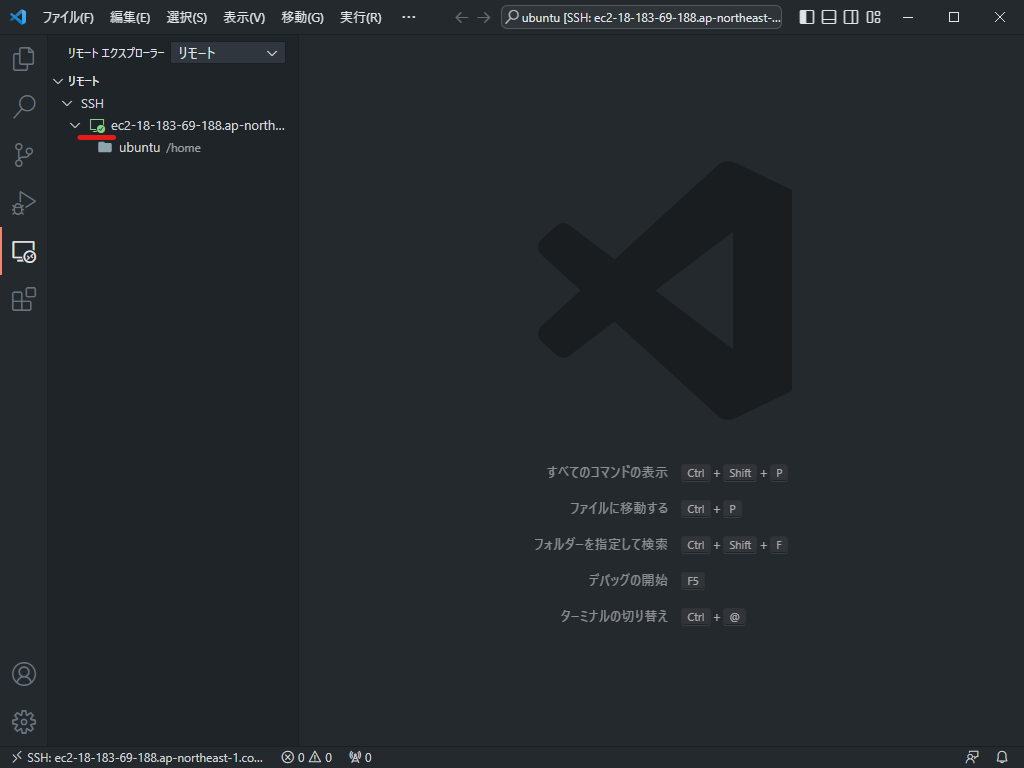 ファイル(F) 編集(E) 選択(S) 表示(V) 移動(G) 実行(R) ··· ubuntu [SSH: ec2-18-183-69-188.ap-northeast-...
リモート エクスプローラー リモート
リモート
SSH
ec2-18-183-69-188.ap-north...
ubuntu /home
すべてのコマンドの表示 Ctrl + Shift + P
ファイルに移動する Ctrl + P
フォルダーを指定して検索 Ctrl + Shift + F
デバッグの開始 F5
ターミナルの切り替え Ctrl + @
SSH: ec2-18-183-69-188.ap-northeast-1.co... 0 0 0